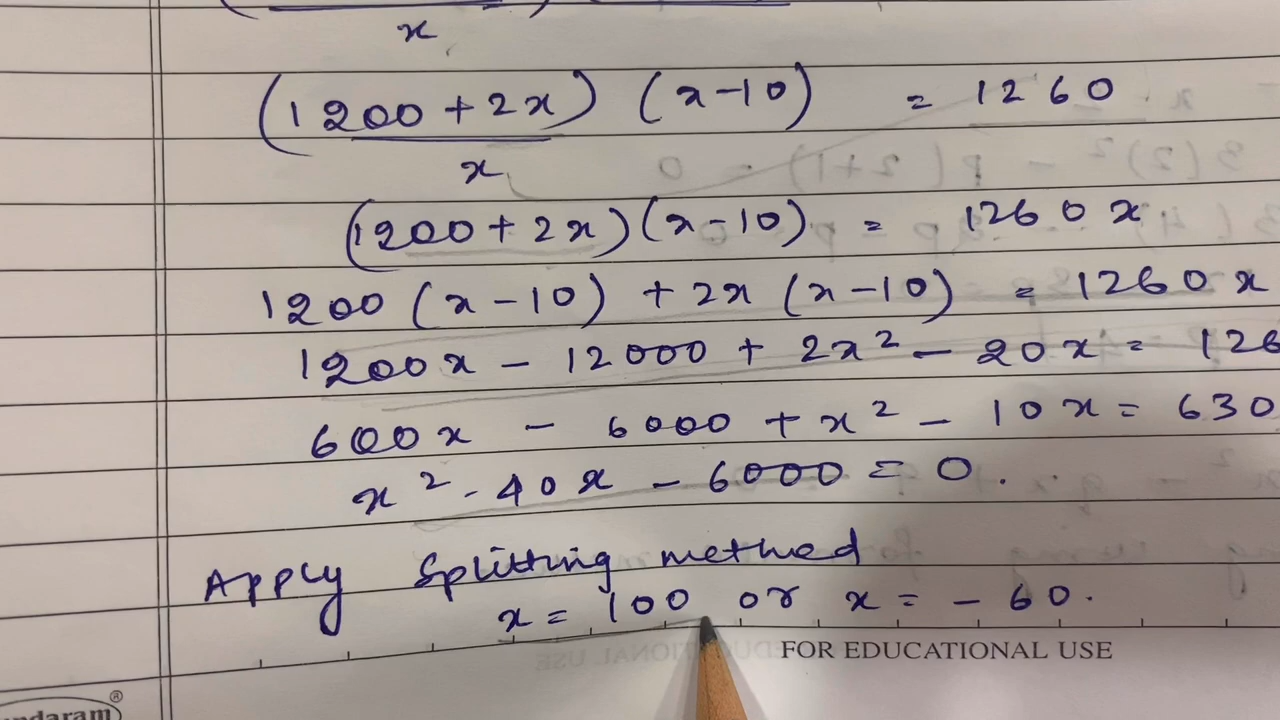 x
(1200 + 2x) (x-10) = 1260
x
(1200 + 2x) (x-10) = 1260x
1200 (x-10) + 2x (x-10) = 1260x
1200x - 12000 + 2x² - 20x = 126
600x - 6000 + x² - 10x = 630
x² - 40x - 6000 = 0.
Apply Splitting method
x = 100 or x = -60.
FOR EDUCATIONAL USE
ndaram®